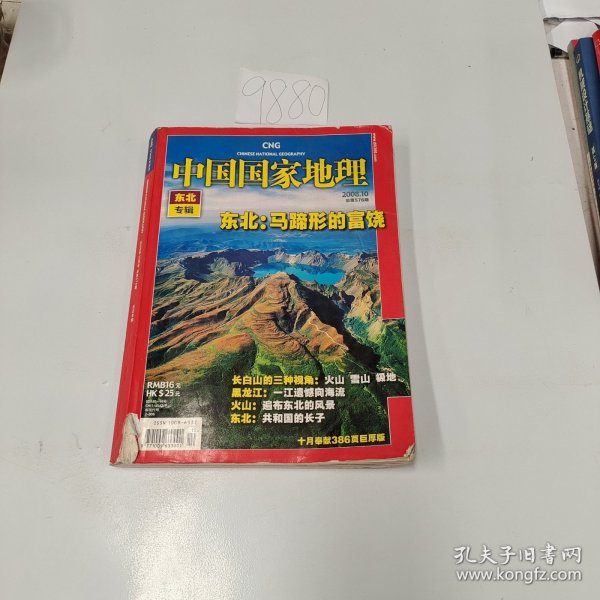 9880
CNG
CHINESE NATIONAL GEOGRAPHY
中国国家地理
2008.10
总第576期
东北
专辑
东北:马蹄形的富饶
长白山的三种视角:火山 雪山 极地
黑龙江:一江遗憾向海流
火山:遍布东北的风景
东北:共和国的长子
RMB16元
HK$25元
十月奉献386页巨厚版
孔夫子旧书网
www.kongfz.com